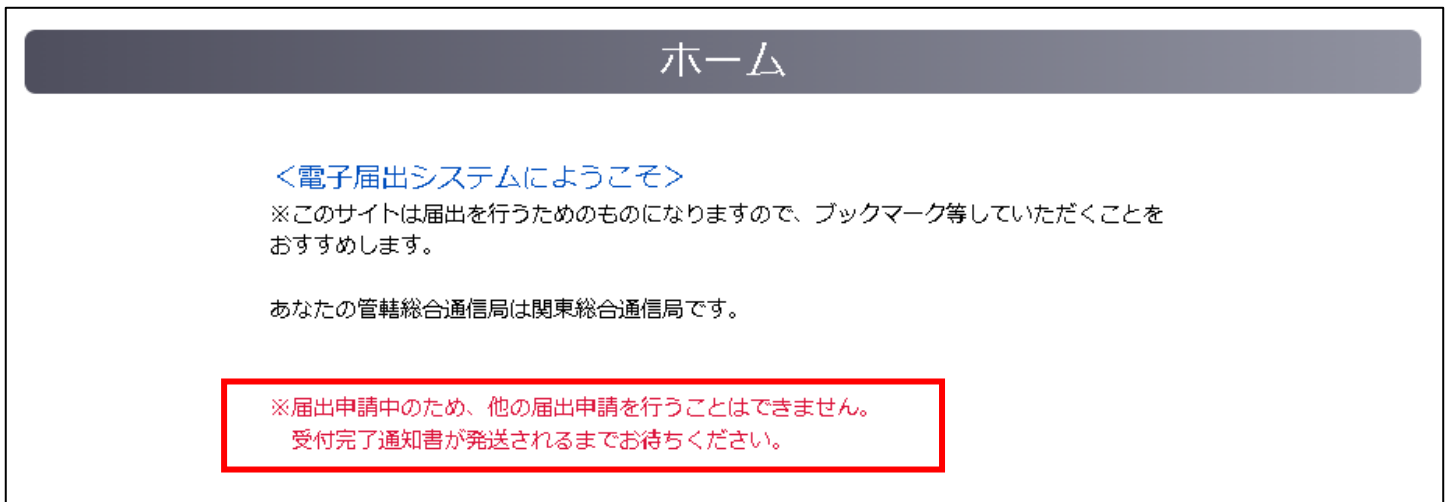 ホーム
＜電子届出システムにようこそ＞
※このサイトは届出を行うためのものになりますので、ブックマーク等していただくことを
おすすめします。
あなたの管轄総合通信局は関東総合通信局です。
※届出申請中のため、他の届出申請を行うことはできません。
受付完了通知書が発送されるまでお待ちください。